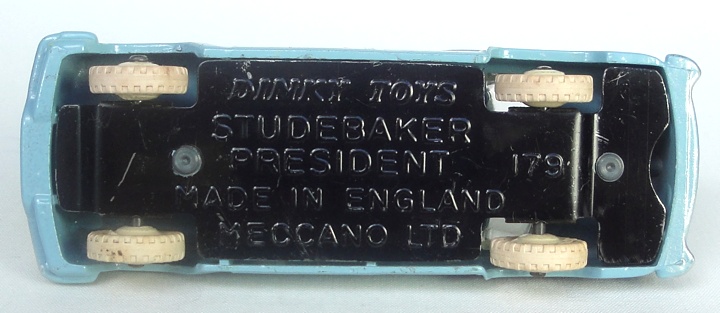 DINKY TOYS
STUDEBAKER
PRESIDENT 179
MADE IN ENGLAND
MECCANO LTD